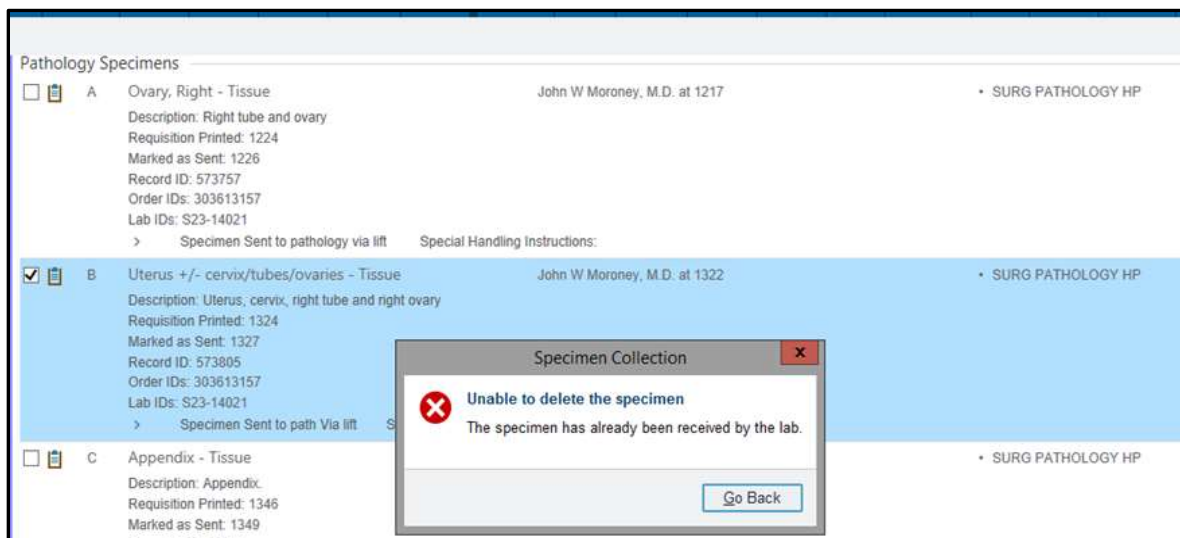 Pathology Specimens
A Ovary, Right - Tissue John W Moroney, M.D. at 1217 • SURG PATHOLOGY HP
Description: Right tube and ovary
Requisition Printed: 1224
Marked as Sent: 1226
Record ID: 573757
Order IDs: 303613157
Lab IDs: S23-14021
> Specimen Sent to pathology via lift Special Handling Instructions:
B Uterus +/- cervix/tubes/ovaries - Tissue John W Moroney, M.D. at 1322 • SURG PATHOLOGY HP
Description: Uterus, cervix, right tube and right ovary
Requisition Printed: 1324
Marked as Sent: 1327
Record ID: 573805
Order IDs: 303613157
Lab IDs: S23-14021
> Specimen Sent to path Via lift S
Specimen Collection
x
Unable to delete the specimen
The specimen has already been received by the lab.
Go Back
C Appendix - Tissue • SURG PATHOLOGY HP
Description: Appendix.
Requisition Printed: 1346
Marked as Sent: 1349